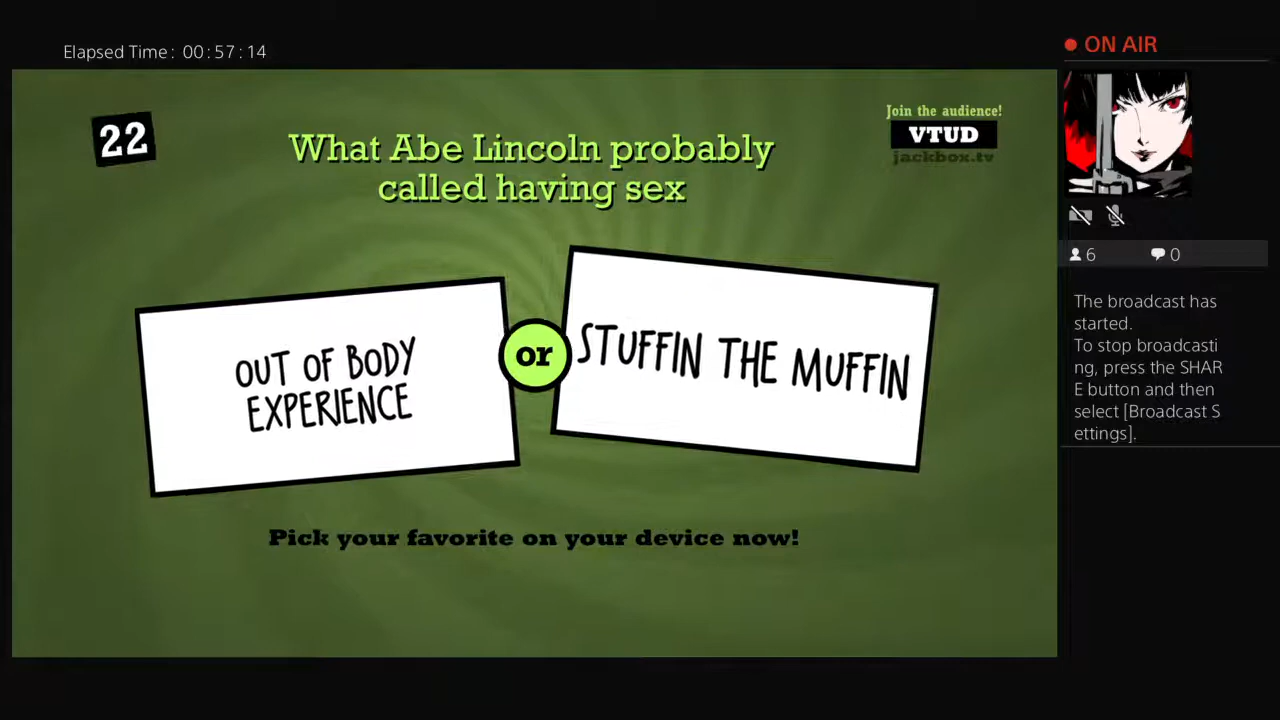 Elapsed Time: 00:57:14
ON AIR
22
What Abe Lincoln probably
called having sex
Join the audience!
VTUD
jackbox.tv
OUT OF BODY
EXPERIENCE
or
STUFFIN THE MUFFIN
Pick your favorite on your device now!
6
0
The broadcast has
started.
To stop broadcasti
ng, press the SHAR
E button and then
select [Broadcast S
ettings].